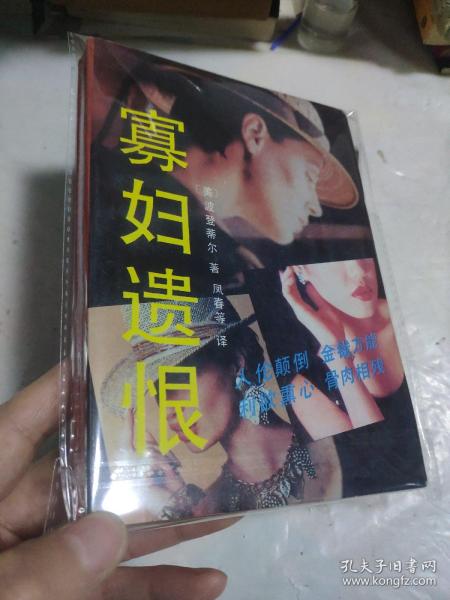 寡妇遗恨
〔美〕波登蒂尔 著 凤春等 译
人伦颠倒 金钱万能
利欲熏心 骨肉相残
孔夫子旧书网
www.kongfz.com